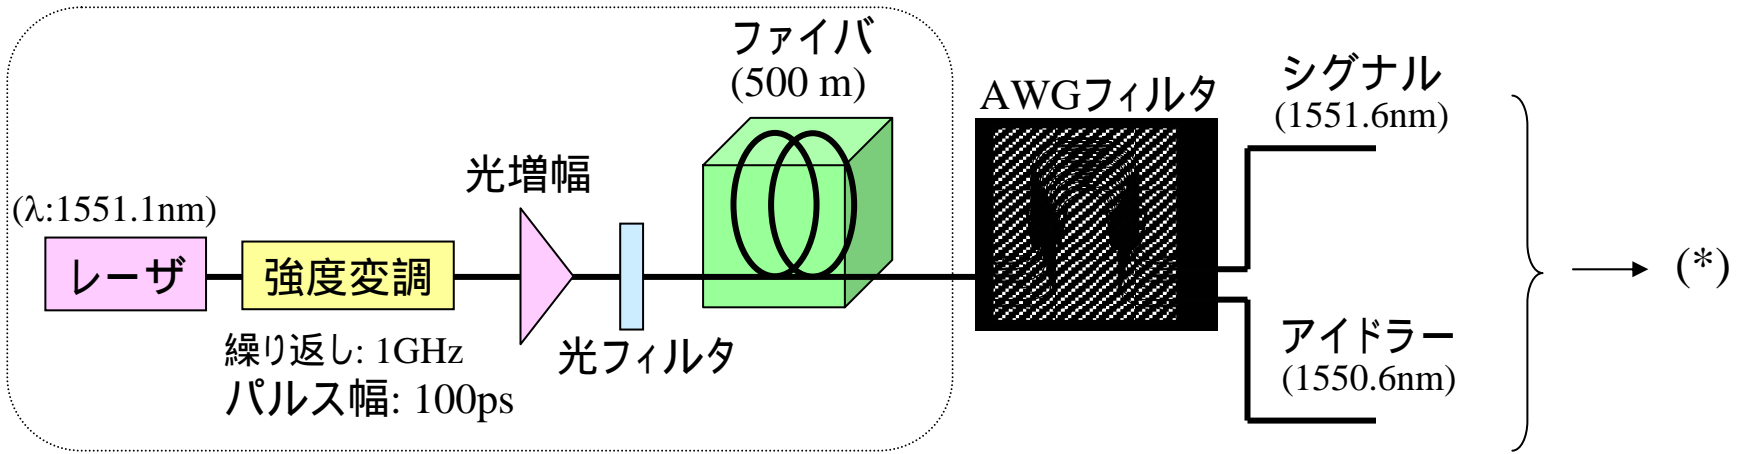 ファイバ
(500 m)
シグナル
(1551.6nm)
AWGフィルタ
光増幅
(λ:1551.1nm)
レーザ
強度変調
(*)
繰り返し: 1GHz
パルス幅: 100ps
光フィルタ
アイドラー
(1550.6nm)